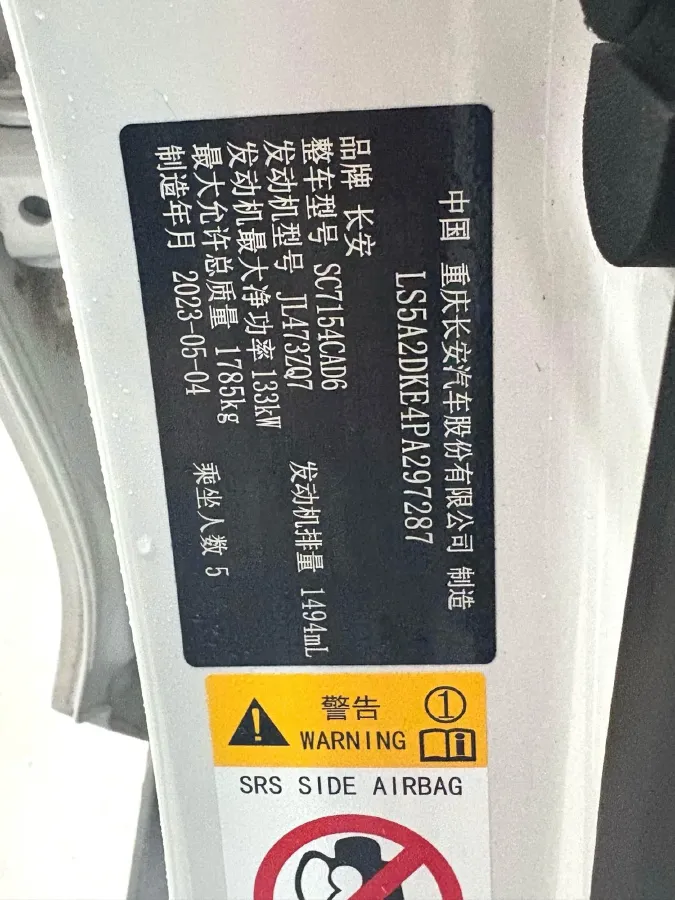 中国 重庆长安汽车股份有限公司 制造
LS5A2DKE4PA297287
品牌 长安
整车型号 SC7154CAD6
发动机型号 JL473ZQ7 发动机排量 1494mL
发动机最大净功率 133kW
最大允许总质量 1785kg
制造年月 2023-05-04 乘坐人数 5
警告 ①
WARNING
SRS SIDE AIRBAG